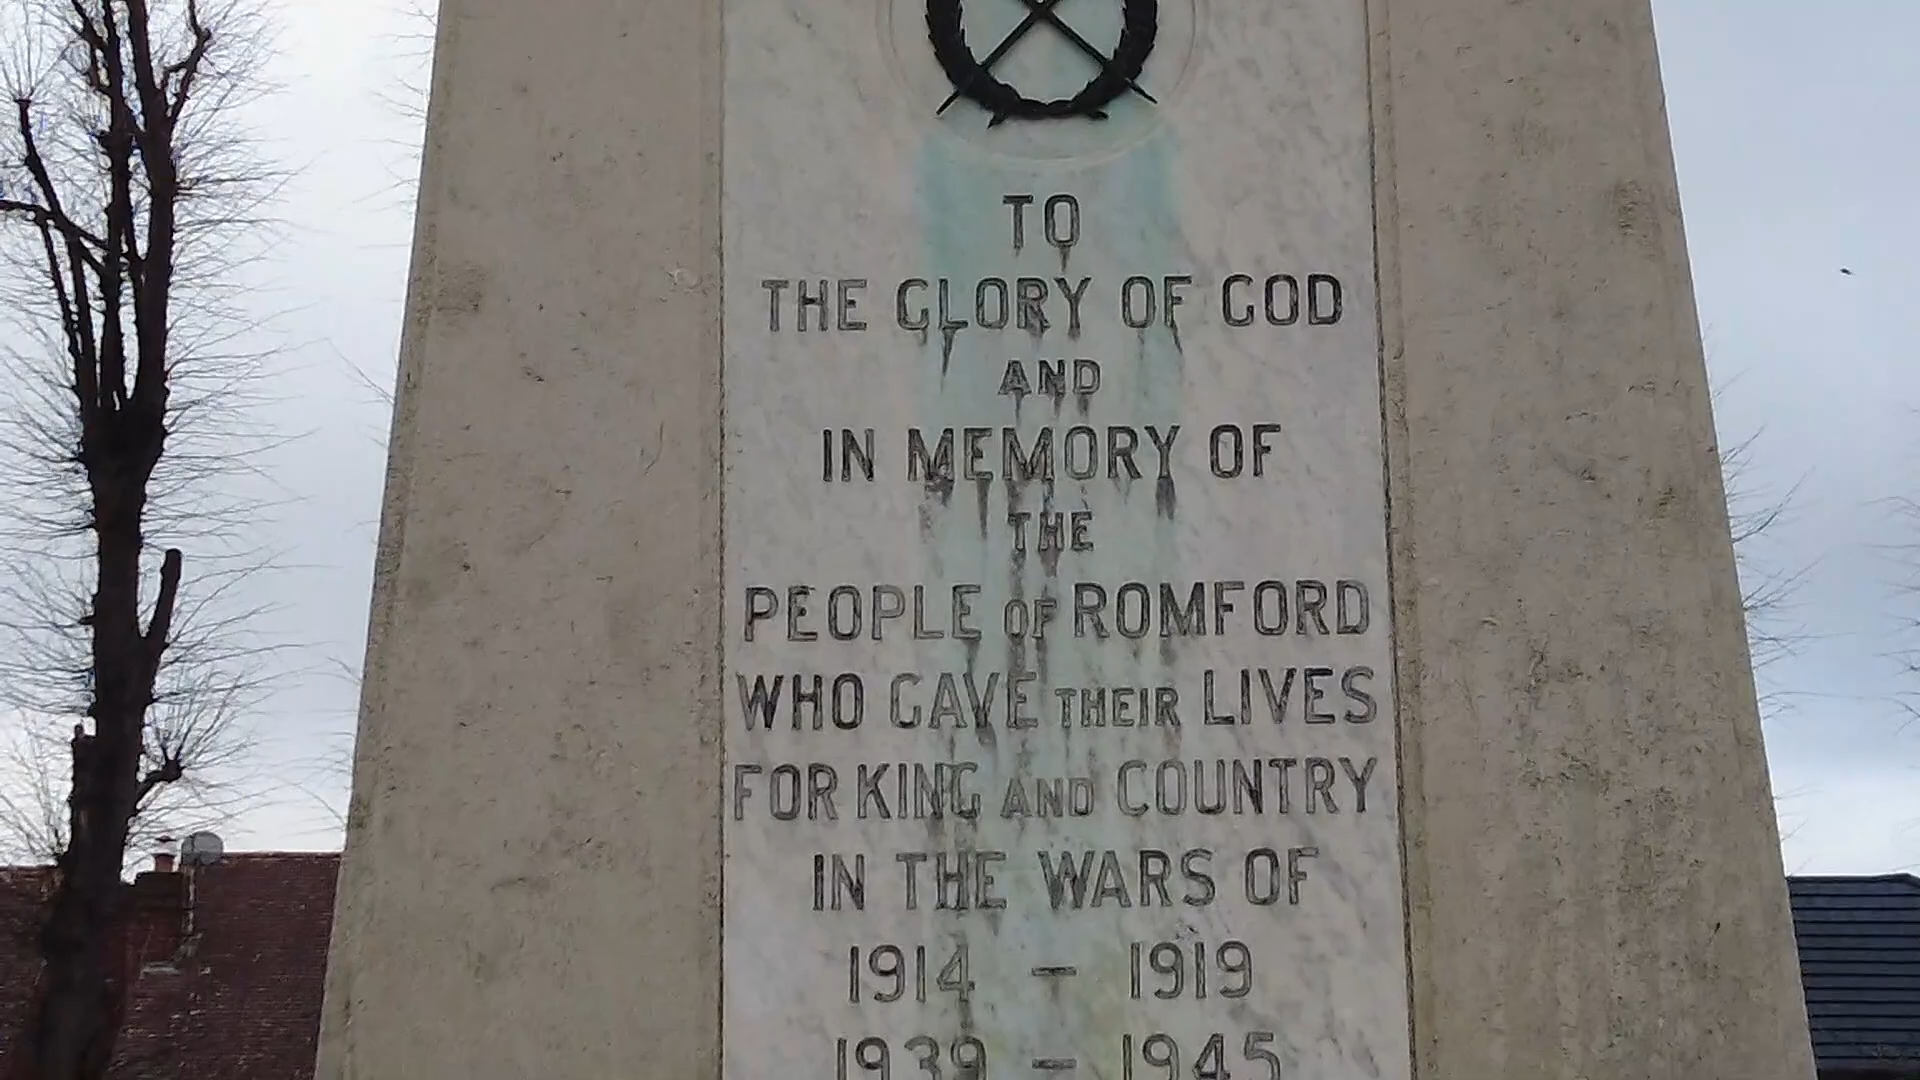 TO
THE GLORY OF GOD
AND
IN MEMORY OF
THE
PEOPLE OF ROMFORD
WHO GAVE THEIR LIVES
FOR KING AND COUNTRY
IN THE WARS OF
1914 - 1919
1939 - 1945